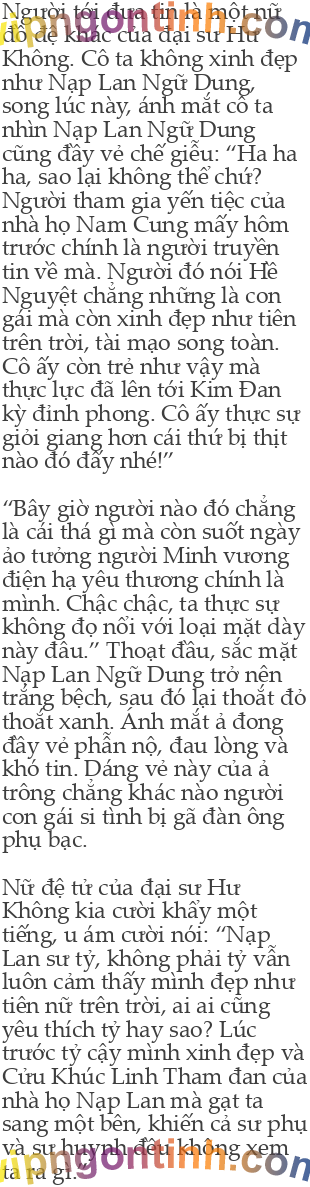 Người tới đưa tin là một nữ
đồ đệ khác của đại sư Hư
Không. Cô ta không xinh đẹp
như Nạp Lan Ngữ Dung,
song lúc này, ánh mắt cô ta
nhìn Nạp Lan Ngữ Dung
cũng đầy vẻ chế giễu: “Ha ha
ha, sao lại không thể chứ?
Người tham gia yến tiệc của
nhà họ Nam Cung mấy hôm
trước chính là người truyền
tin về mà. Người đó nói Hề
Nguyệt chẳng những là con
gái mà còn xinh đẹp như tiên
trên trời, tài mạo song toàn.
Cô ấy còn trẻ như vậy mà
thực lực đã lên tới Kim Đan
kỳ đỉnh phong. Cô ấy thực sự
giỏi giang hơn cái thứ bị thịt
nào đó đấy nhé!”
“Bây giờ người nào đó chẳng
là cái thá gì mà còn suốt ngày
ảo tưởng người Minh vương
điện hạ yêu thương chính là
mình. Chậc chậc, ta thực sự
không đọ nổi với loại mặt dày
này đâu.” Thoạt đầu, sắc mặt
Nạp Lan Ngữ Dung trở nên
trắng bệch, sau đó lại thoắt đỏ
thoắt xanh. Ánh mắt ả đong
đầy vẻ phẫn nộ, đau lòng và
khó tin. Dáng vẻ này của ả
trông chẳng khác nào người
con gái si tình bị gã đàn ông
phụ bạc.
Nữ đệ tử của đại sư Hư
Không kia cười khẩy một
tiếng, u ám cười nói: “Nạp
Lan sư tỷ, không phải tỷ vẫn
luôn cảm thấy mình đẹp như
tiên nữ trên trời, ai ai cũng
yêu thích tỷ hay sao? Lúc
trước tỷ cậy mình xinh đẹp và
Cửu Khúc Linh Tham đan của
nhà họ Nạp Lan mà gạt ta
sang một bên, khiến cả sư phụ
và sư huynh đều không xem
ta ra gì.”
vipngontinh.com